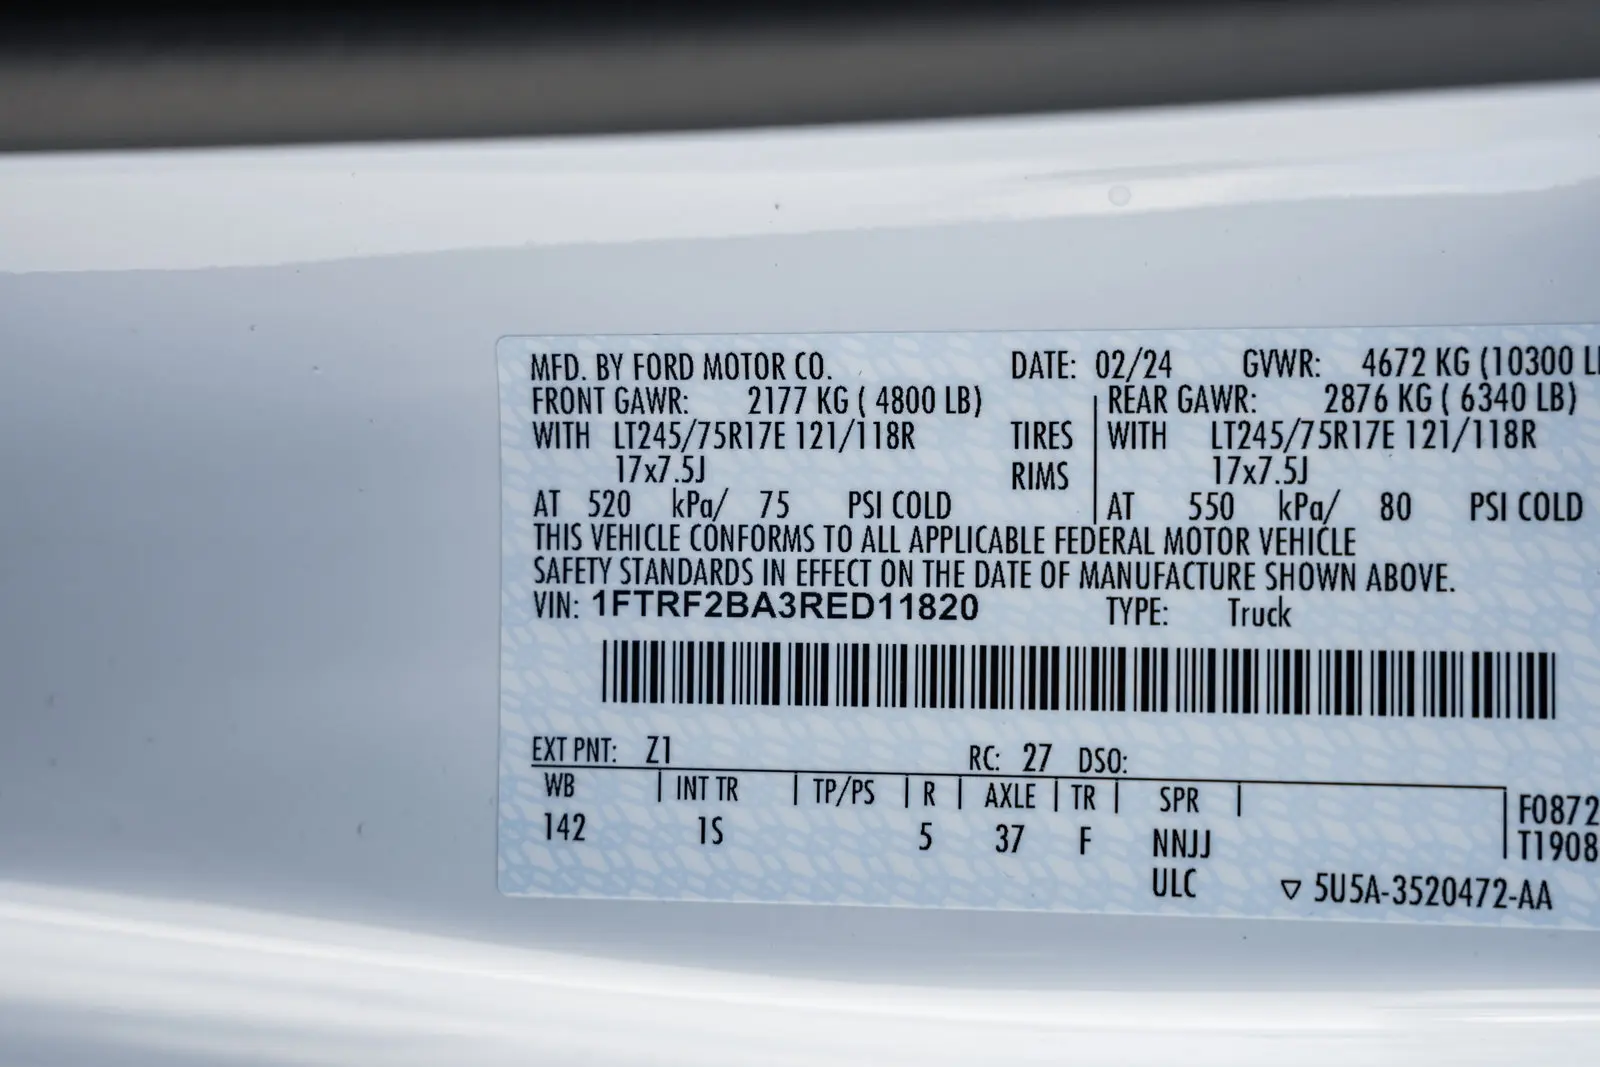 MFD. BY FORD MOTOR CO. DATE: 02/24 GVWR: 4672 KG (10300 L
FRONT GAWR: 2177 KG ( 4800 LB) REAR GAWR: 2876 KG ( 6340 LB)
WITH LT245/75R17E 121/118R TIRES WITH LT245/75R17E 121/118R
17x7.5J RIMS 17x7.5J
AT 520 kPa/ 75 PSI COLD AT 550 kPa/ 80 PSI COLD
THIS VEHICLE CONFORMS TO ALL APPLICABLE FEDERAL MOTOR VEHICLE
SAFETY STANDARDS IN EFFECT ON THE DATE OF MANUFACTURE SHOWN ABOVE.
VIN: 1FTRF2BA3RED11820 TYPE: Truck
EXT PNT: Z1 RC: 27 DSO:
WB INT TR TP/PS R AXLE TR SPR F0872
142 1S 5 37 F NNJJ T1908
ULC ▽ 5U5A-3520472-AA